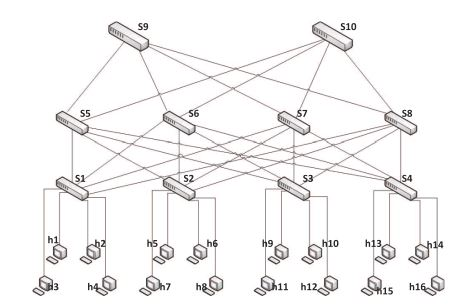 S9 S10
S5 S6 S7 S8
S1 S2 S3 S4
h1 h2 h5 h6 h9 h10 h13 h14
h3 h4 h7 h8 h11 h12 h15 h16